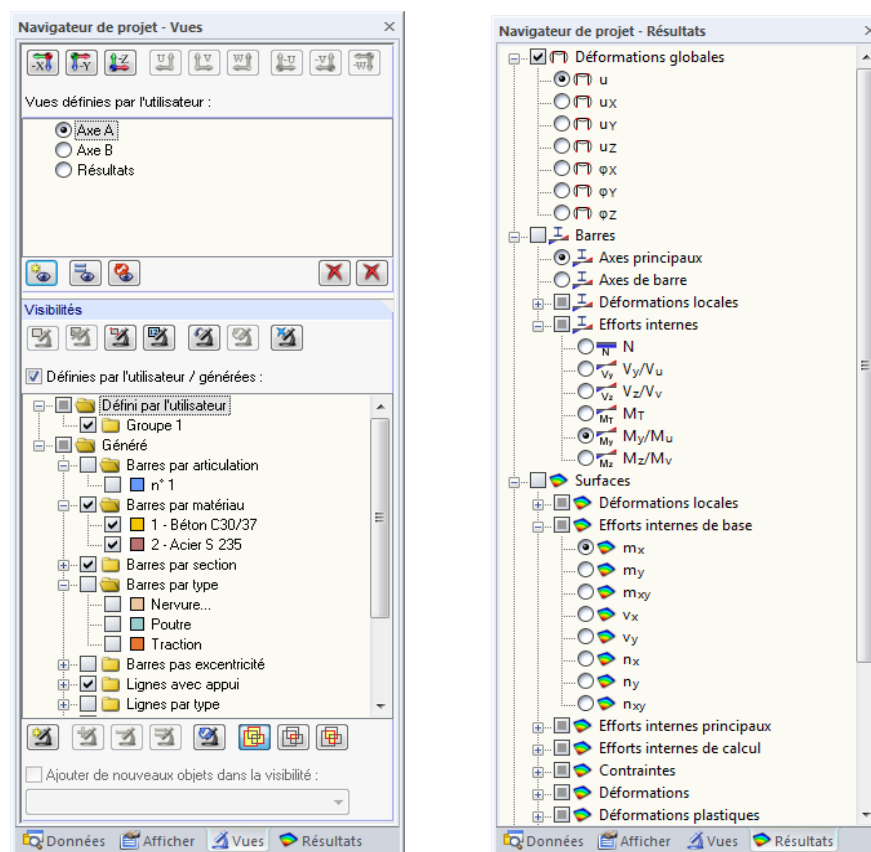 Navigateur de projet - Vues
-X -Y -Z U V W -U -V -W
Vues définies par l'utilisateur :
Axe A
Axe B
Résultats
Visibilités
Définies par l'utilisateur / générées :
Défini par l'utilisateur
Groupe 1
Généré
Barres par articulation
n° 1
Barres par matériau
1 - Béton C30/37
2 - Acier S 235
Barres par section
Barres par type
Nervure...
Poutre
Traction
Barres pas excentricité
Lignes avec appui
Lignes par type
Ajouter de nouveaux objets dans la visibilité :
Données Afficher Vues Résultats
Navigateur de projet - Résultats
Déformations globales
u
uX
uY
uZ
φX
φY
φZ
Barres
Axes principaux
Axes de barre
Déformations locales
Efforts internes
N N
Vy Vy/Vu
Vz Vz/Vv
MT MT
My My/Mu
Mz Mz/Mv
Surfaces
Déformations locales
Efforts internes de base
mx
my
mxy
vx
vy
nx
ny
nxy
Efforts internes principaux
Efforts internes de calcul
Contraintes
Déformations
Déformations plastiques
Données Afficher Vues Résultats